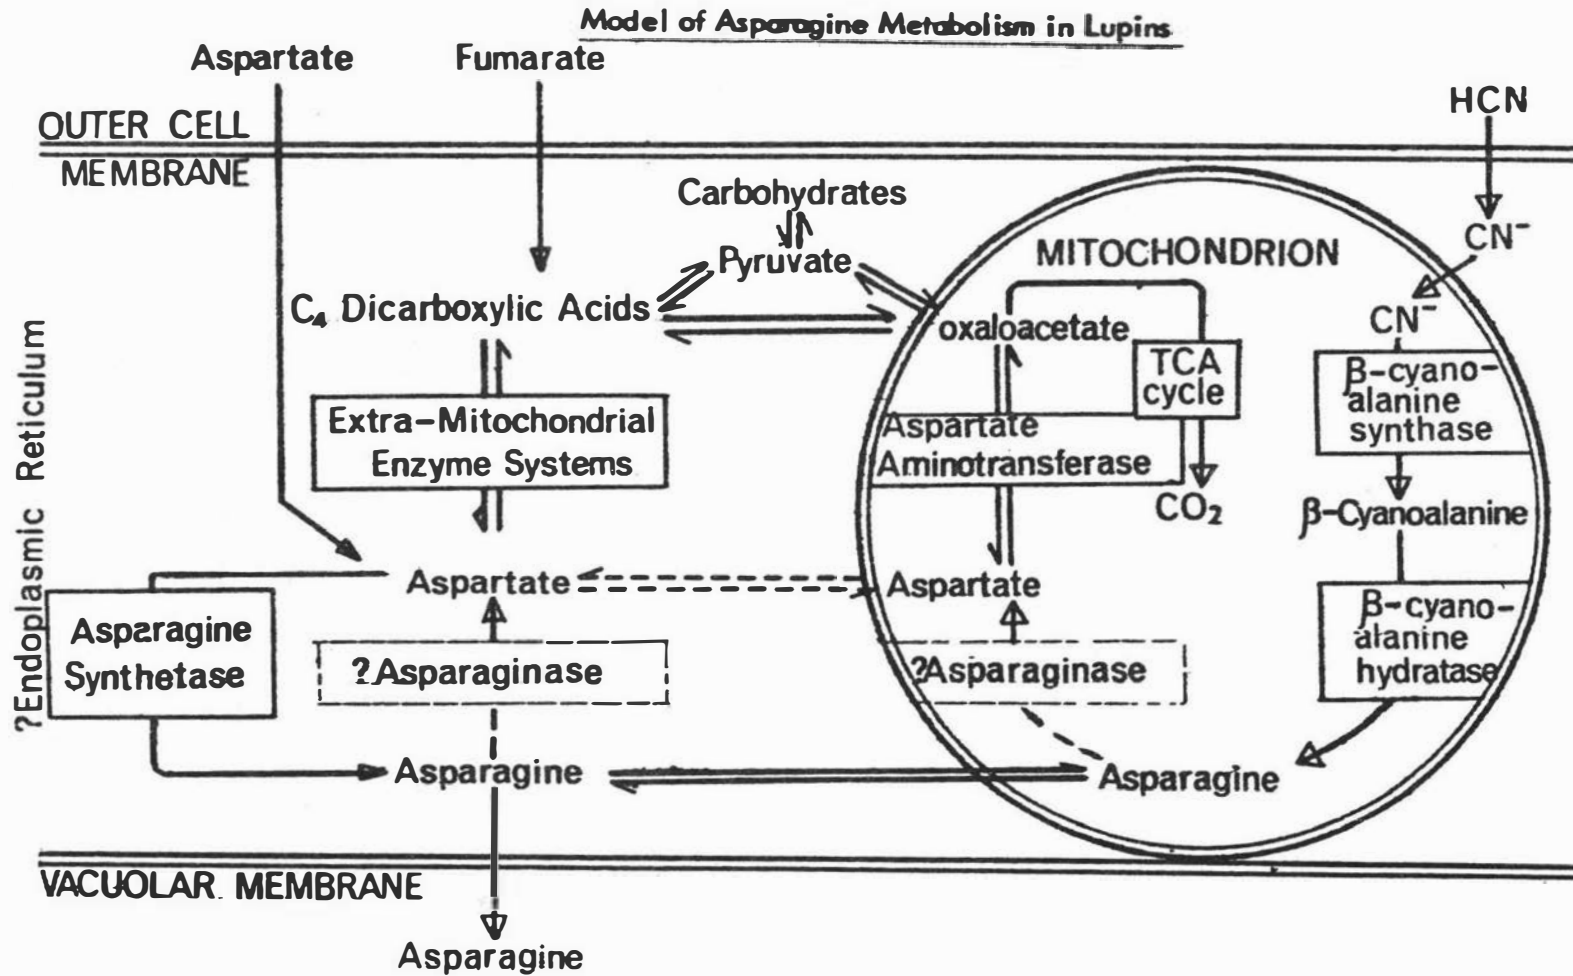 Model of Asparagine Metabolism in Lupins
Aspartate
Fumarate
HCN
OUTER CELL
MEMBRANE
Carbohydrates
Pyruvate
CN⁻
MITOCHONDRION
C₄ Dicarboxylic Acids
oxaloacetate
CN⁻
TCA
cycle
β-cyano-
alanine
synthase
Extra-Mitochondrial
Enzyme Systems
Aspartate
Aminotransferase
CO₂
β-Cyanoalanine
?Endoplasmic Reticulum
Aspartate
Aspartate
β-cyano-
alanine
hydratase
Asparagine
Synthetase
?Asparaginase
?Asparaginase
Asparagine
Asparagine
VACUOLAR MEMBRANE
Asparagine